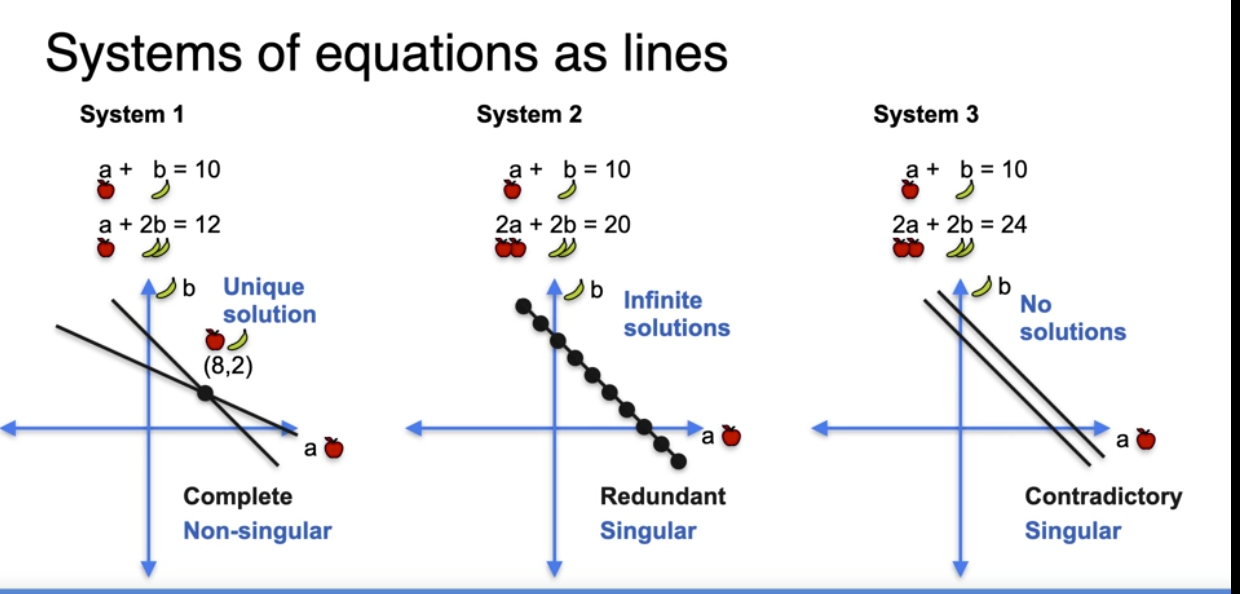 Systems of equations as lines
System 1
a + b = 10
a + 2b = 12
b
Unique
solution
(8,2)
a
Complete
Non-singular
System 2
a + b = 10
2a + 2b = 20
b
Infinite
solutions
a
Redundant
Singular
System 3
a + b = 10
2a + 2b = 24
b
No
solutions
a
Contradictory
Singular